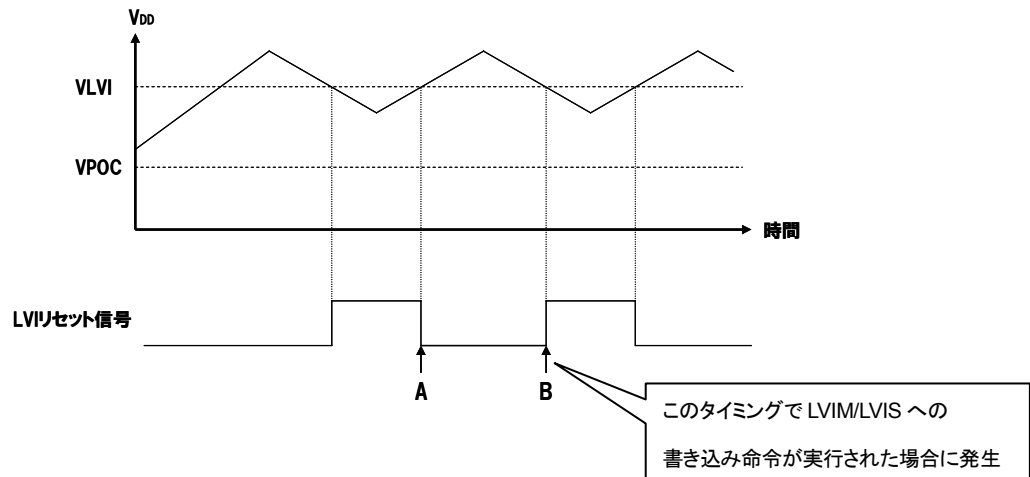 VDD
VLVI
VPOC
時間
LVIリセット信号
A
B
このタイミングで LVIM/LVIS への
書き込み命令が実行された場合に発生